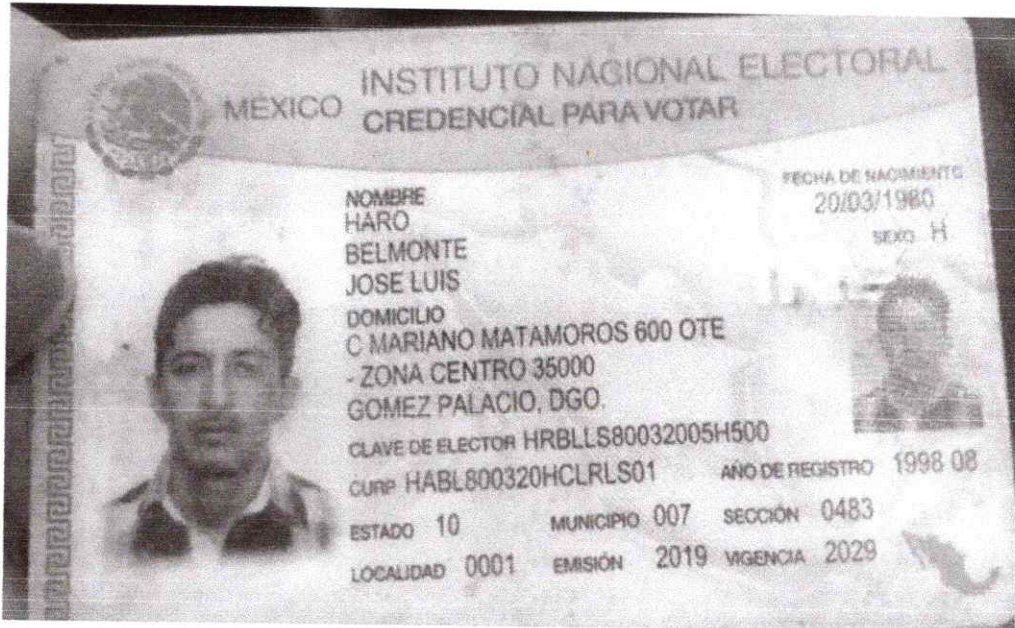 MÉXICO
INSTITUTO NACIONAL ELECTORAL
CREDENCIAL PARA VOTAR
NOMBRE
HARO
BELMONTE
JOSE LUIS
FECHA DE NACIMIENTO
20/03/1980
SEXO H
DOMICILIO
C MARIANO MATAMOROS 600 OTE
- ZONA CENTRO 35000
GOMEZ PALACIO, DGO.
CLAVE DE ELECTOR HRBLLS80032005H500
CURP HABL800320HCLRLS01 AÑO DE REGISTRO 1998 08
ESTADO 10 MUNICIPIO 007 SECCIÓN 0483
LOCALIDAD 0001 EMISIÓN 2019 VIGENCIA 2029